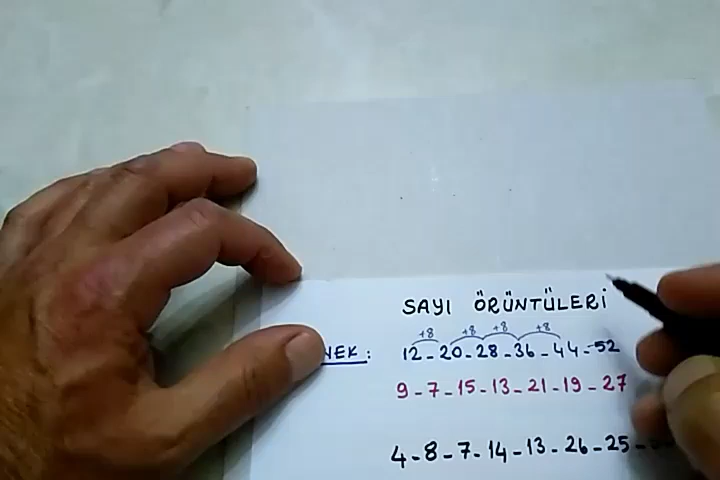 SAYI ÖRÜNTÜLERİ
+8 +8 +8 +8
NEK: 12-20-28-36-44-52
9-7-15-13-21-19-27
4-8-7-14-13-26-25-